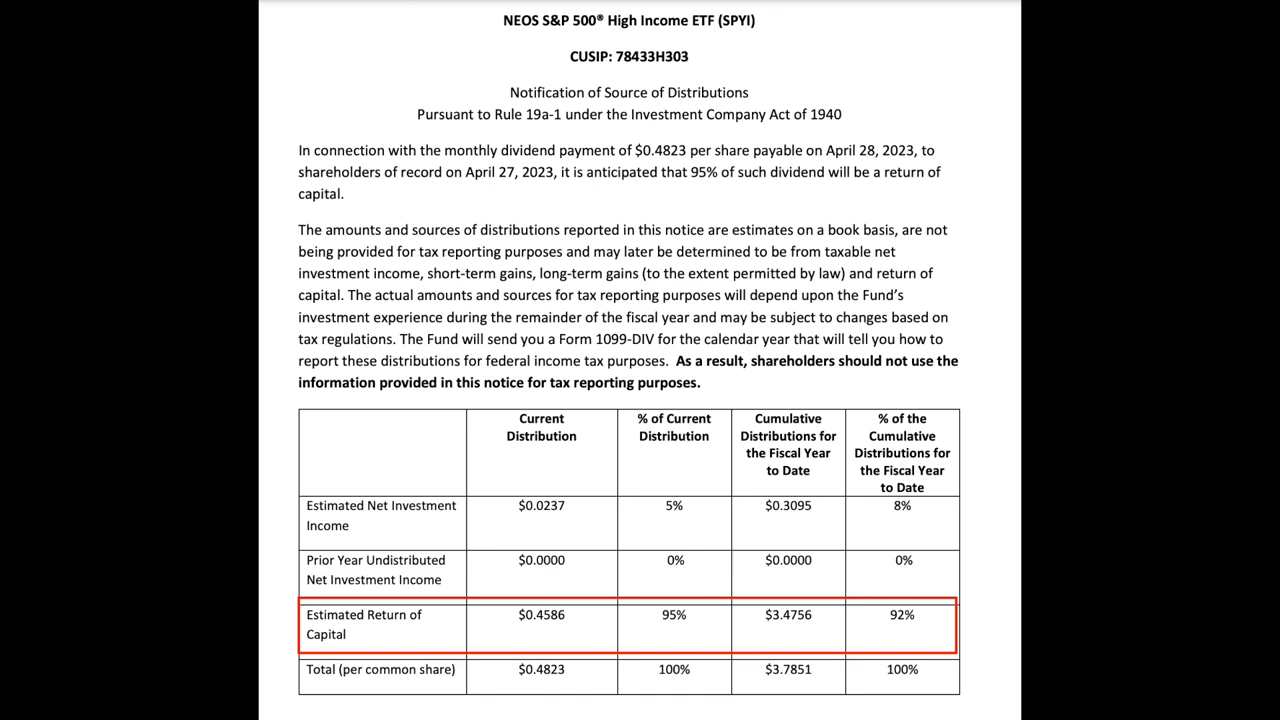 NEOS S&P 500® High Income ETF (SPYI)
CUSIP: 78433H303
Notification of Source of Distributions
Pursuant to Rule 19a-1 under the Investment Company Act of 1940
In connection with the monthly dividend payment of $0.4823 per share payable on April 28, 2023, to
shareholders of record on April 27, 2023, it is anticipated that 95% of such dividend will be a return of
capital.
The amounts and sources of distributions reported in this notice are estimates on a book basis, are not
being provided for tax reporting purposes and may later be determined to be from taxable net
investment income, short-term gains, long-term gains (to the extent permitted by law) and return of
capital. The actual amounts and sources for tax reporting purposes will depend upon the Fund’s
investment experience during the remainder of the fiscal year and may be subject to changes based on
tax regulations. The Fund will send you a Form 1099-DIV for the calendar year that will tell you how to
report these distributions for federal income tax purposes. As a result, shareholders should not use the
information provided in this notice for tax reporting purposes.
Current
Distribution
% of Current
Distribution
Cumulative
Distributions for
the Fiscal Year
to Date
% of the
Cumulative
Distributions for
the Fiscal Year
to Date
Estimated Net Investment
Income
$0.0237
5%
$0.3095
8%
Prior Year Undistributed
Net Investment Income
$0.0000
0%
$0.0000
0%
Estimated Return of
Capital
$0.4586
95%
$3.4756
92%
Total (per common share)
$0.4823
100%
$3.7851
100%